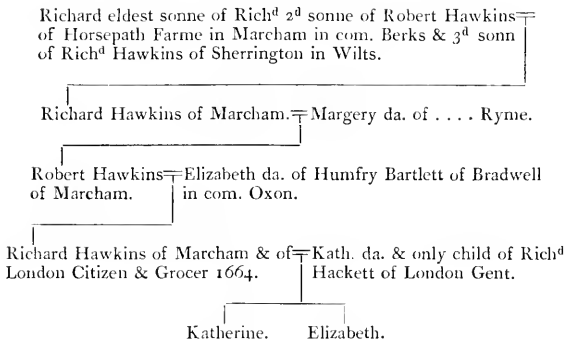 Richard eldest sonne of Richᵈ 2ᵈ sonne of Robert Hawkins
of Horsepath Farme in Marcham in com. Berks & 3ᵈ sonn
of Richᵈ Hawkins of Sherrington in Wilts.
Richard Hawkins of Marcham. Margery da. of .... Ryme.
Robert Hawkins Elizabeth da. of Humfry Bartlett of Bradwell
of Marcham. in com. Oxon.
Richard Hawkins of Marcham & of Kath. da. & only child of Richᵈ
London Citizen & Grocer 1664. Hackett of London Gent.
Katherine. Elizabeth.